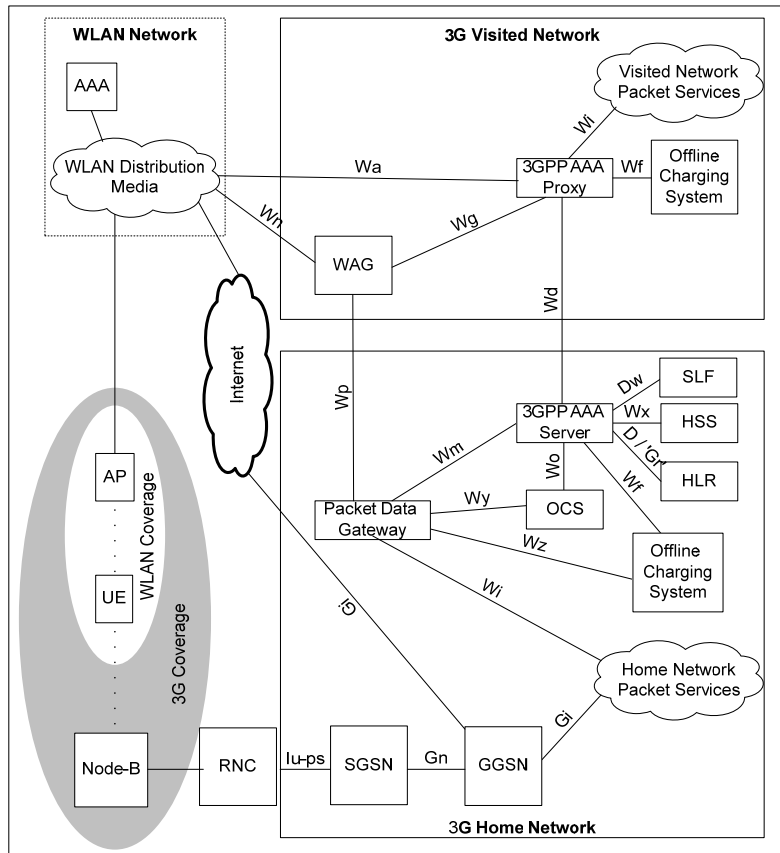 WLAN Network
3G Visited Network
AAA
WLAN Distribution
Media
Visited Network
Packet Services
Wi
Wa
3GPP AAA
Proxy
Wf
Offline
Charging
System
Wn
Wg
WAG
Wd
Internet
Wp
3GPP AAA
Server
Dw
SLF
Wx
HSS
D / 'Gr'
HLR
Wm
Wo
Wf
Packet Data
Gateway
Wy
OCS
Wz
Offline
Charging
System
Wi
Gi
Home Network
Packet Services
Gi
AP
UE
WLAN Coverage
3G Coverage
Node-B
RNC
Iu-ps
SGSN
Gn
GGSN
3G Home Network